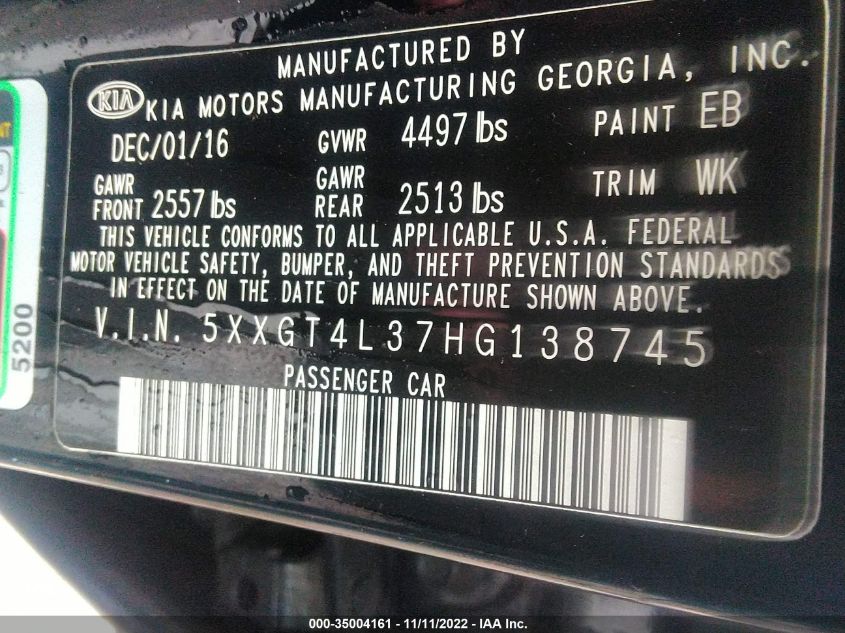 MANUFACTURED BY
KIA KIA MOTORS MANUFACTURING GEORGIA, INC.
DEC/01/16 GVWR 4497 lbs PAINT EB
GAWR FRONT 2557 lbs GAWR REAR 2513 lbs TRIM WK
THIS VEHICLE CONFORMS TO ALL APPLICABLE U.S.A. FEDERAL
MOTOR VEHICLE SAFETY, BUMPER, AND THEFT PREVENTION STANDARDS
IN EFFECT ON THE DATE OF MANUFACTURE SHOWN ABOVE.
V.I.N. 5XXGT4L37HG138745
PASSENGER CAR
5200
000-35004161 - 11/11/2022 - IAA Inc.